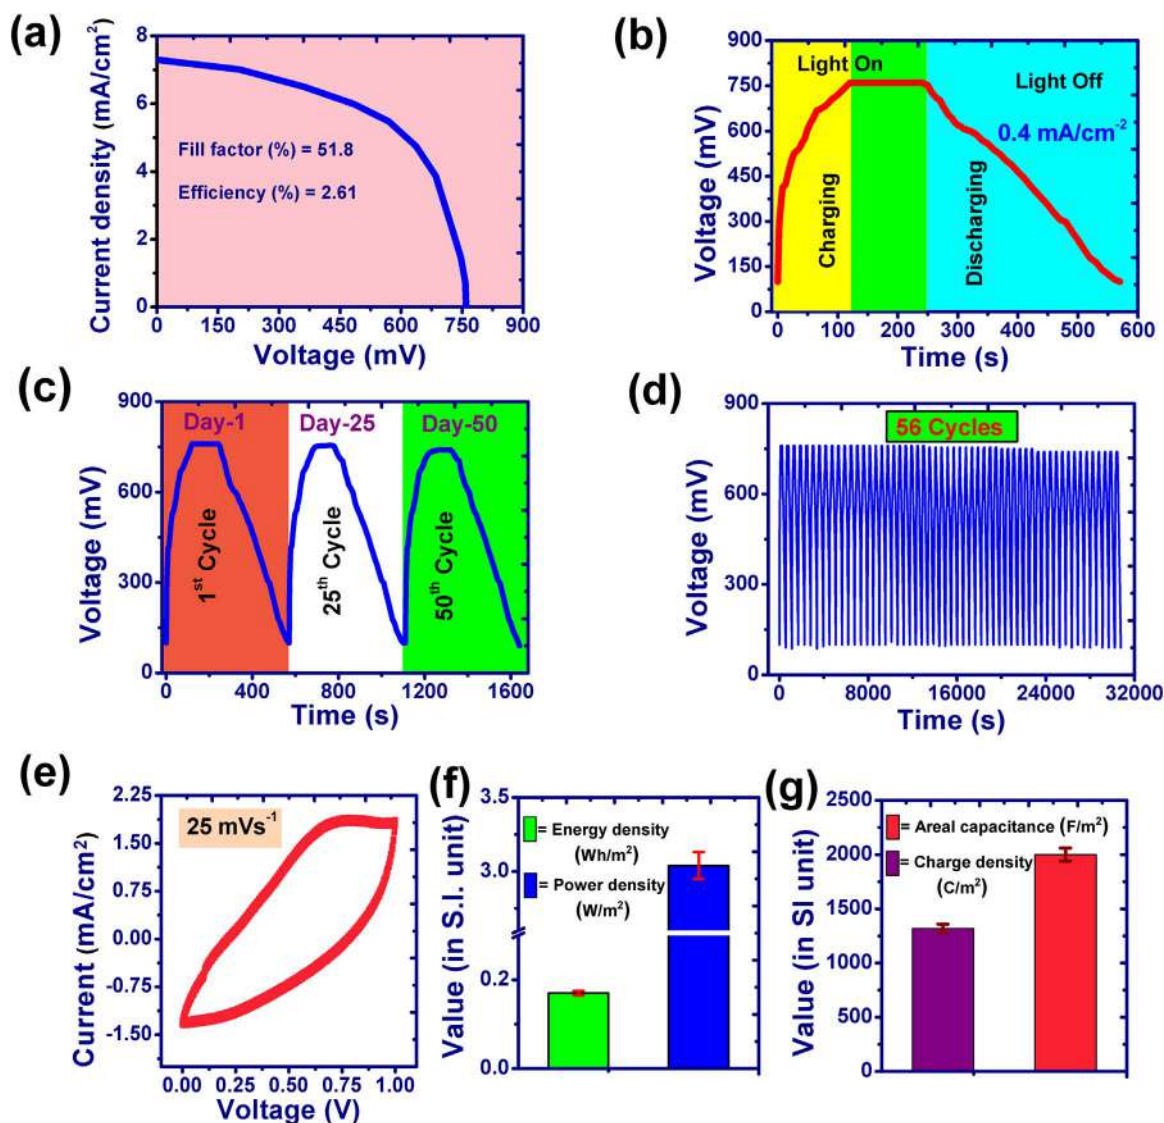 (a)
Current density (mA/cm²)
8
6
4
2
0
Fill factor (%) = 51.8
Efficiency (%) = 2.61
0 150 300 450 600 750 900
Voltage (mV)
(b)
Voltage (mV)
900
750
600
450
300
150
0
Light On
Light Off
0.4 mA/cm⁻²
Charging
Discharging
0 100 200 300 400 500 600
Time (s)
(c)
Voltage (mV)
900
600
300
0
Day-1 Day-25 Day-50
1st Cycle
25th Cycle
50th Cycle
0 400 800 1200 1600
Time (s)
(d)
Voltage (mV)
900
600
300
0
56 Cycles
0 8000 16000 24000 32000
Time (s)
(e)
Current (mA/cm²)
2.25
1.50
0.75
0.00
-0.75
-1.50
25 mVs⁻¹
0.00 0.25 0.50 0.75 1.00
Voltage (V)
(f)
Value (in S.I. unit)
3.5
3.0
0.2
0.0
= Energy density
(Wh/m²)
= Power density
(W/m²)
(g)
Value (in SI unit)
2500
2000
1500
1000
500
0
= Areal capacitance (F/m²)
= Charge density
(C/m²)